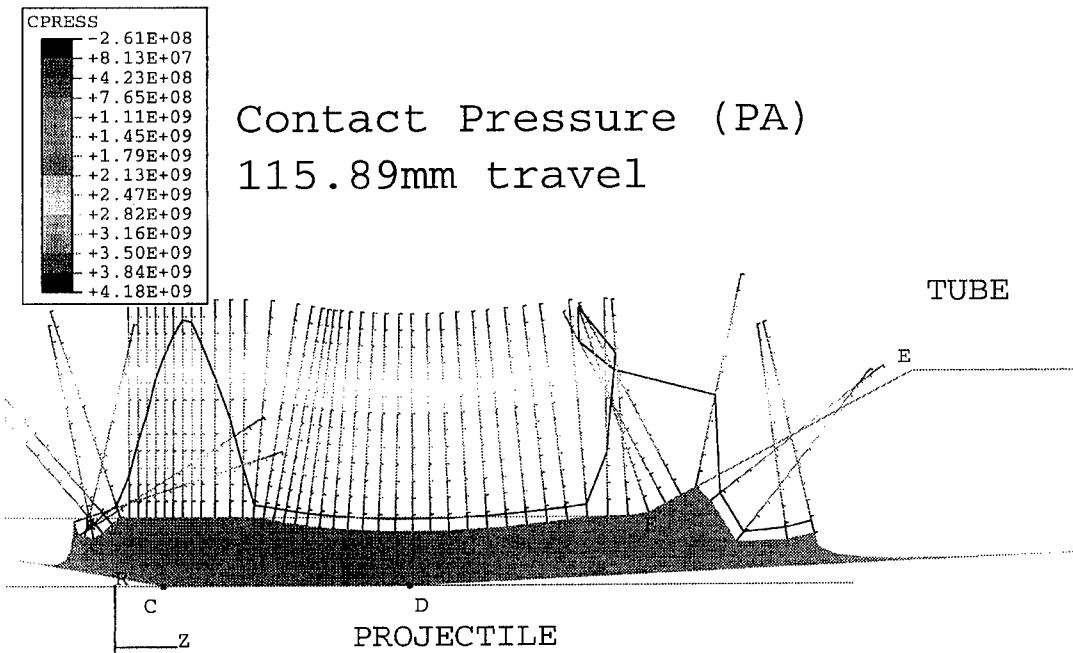 CPRESS
-2.61E+08
+8.13E+07
+4.23E+08
+7.65E+08
+1.11E+09
+1.45E+09
+1.79E+09
+2.13E+09
+2.47E+09
+2.82E+09
+3.16E+09
+3.50E+09
+3.84E+09
+4.18E+09
Contact Pressure (PA)
115.89mm travel
TUBE
E
R
C
D
Z
PROJECTILE